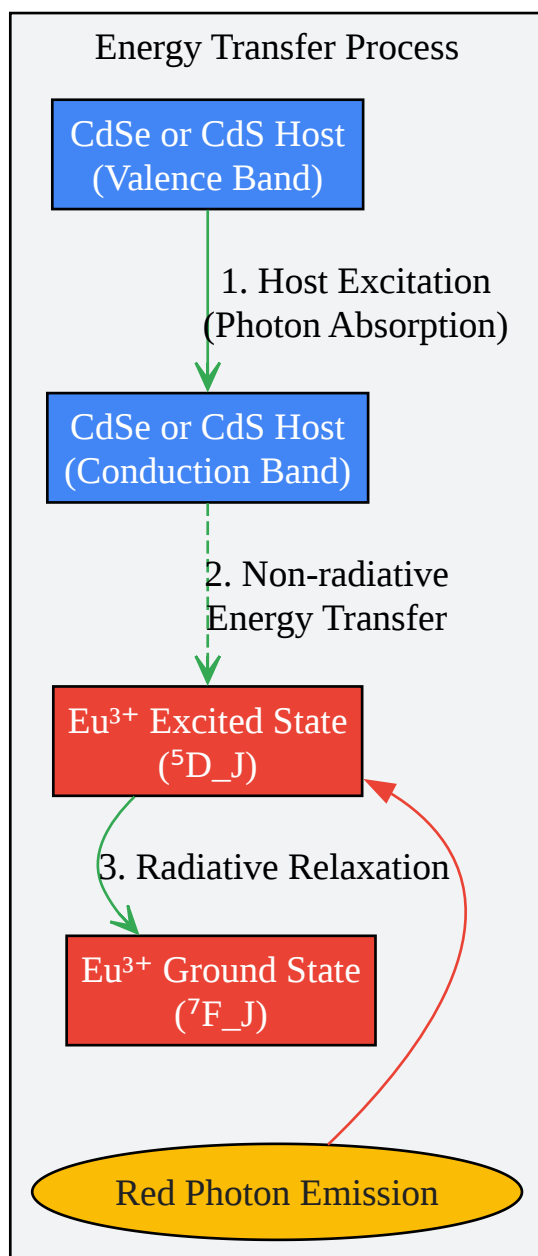 Energy Transfer Process
CdSe or CdS Host
(Valence Band)
1. Host Excitation
(Photon Absorption)
CdSe or CdS Host
(Conduction Band)
2. Non-radiative
Energy Transfer
Eu³⁺ Excited State
(⁵D_J)
3. Radiative Relaxation
Eu³⁺ Ground State
(⁷F_J)
Red Photon Emission